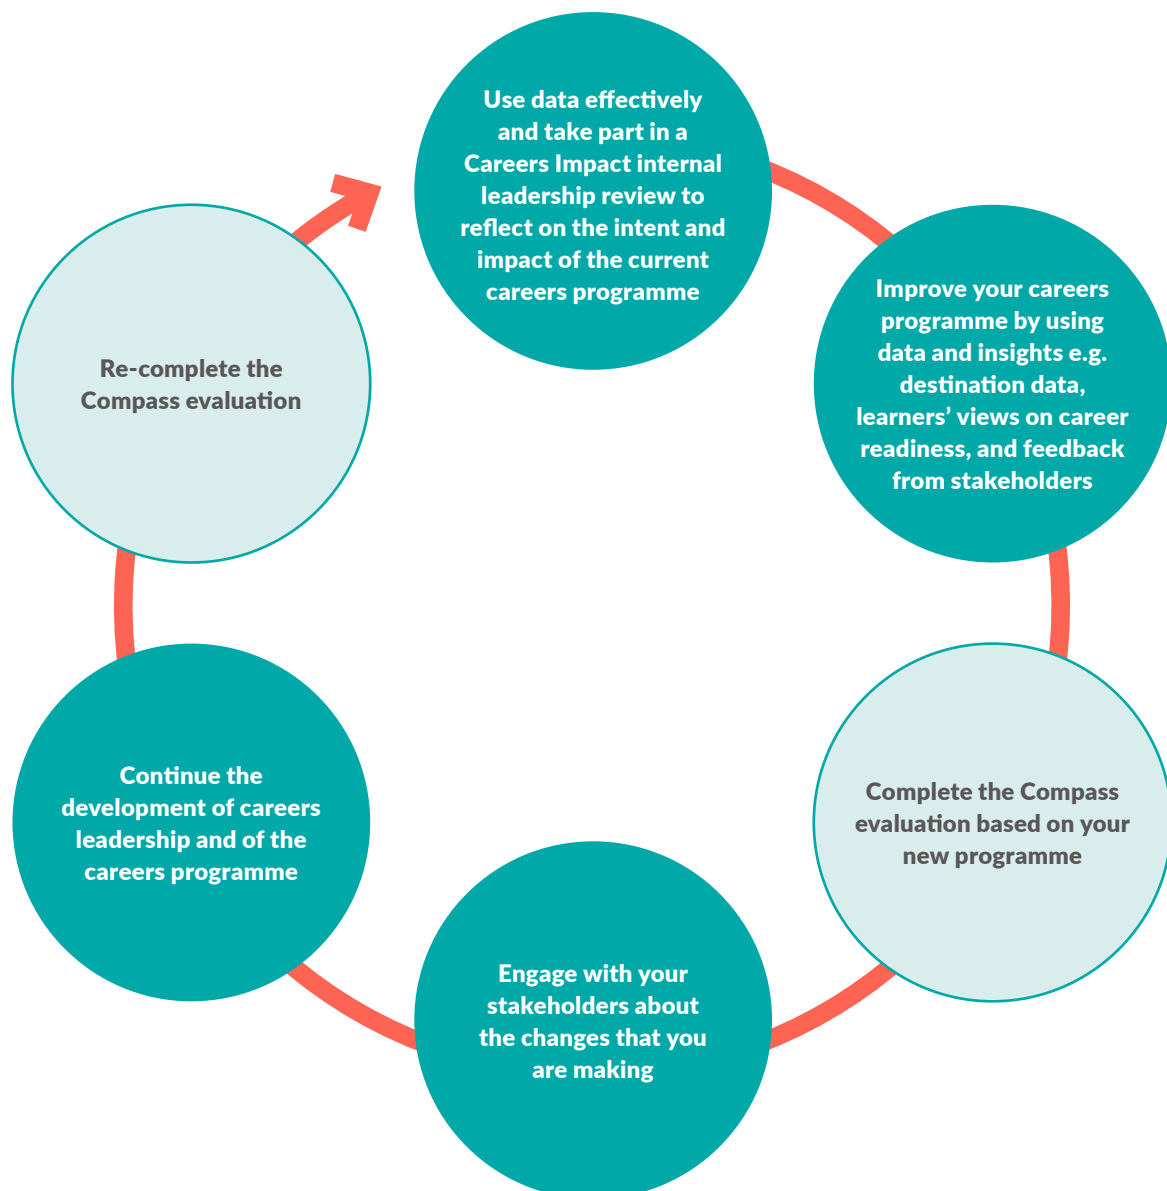 Use data effectively
and take part in a
Careers Impact internal
leadership review to
reflect on the intent and
impact of the current
careers programme
Improve your careers
programme by using
data and insights e.g.
destination data,
learners’ views on career
readiness, and feedback
from stakeholders
Complete the Compass
evaluation based on your
new programme
Engage with your
stakeholders about
the changes that you
are making
Continue the
development of careers
leadership and of the
careers programme
Re-complete the
Compass evaluation